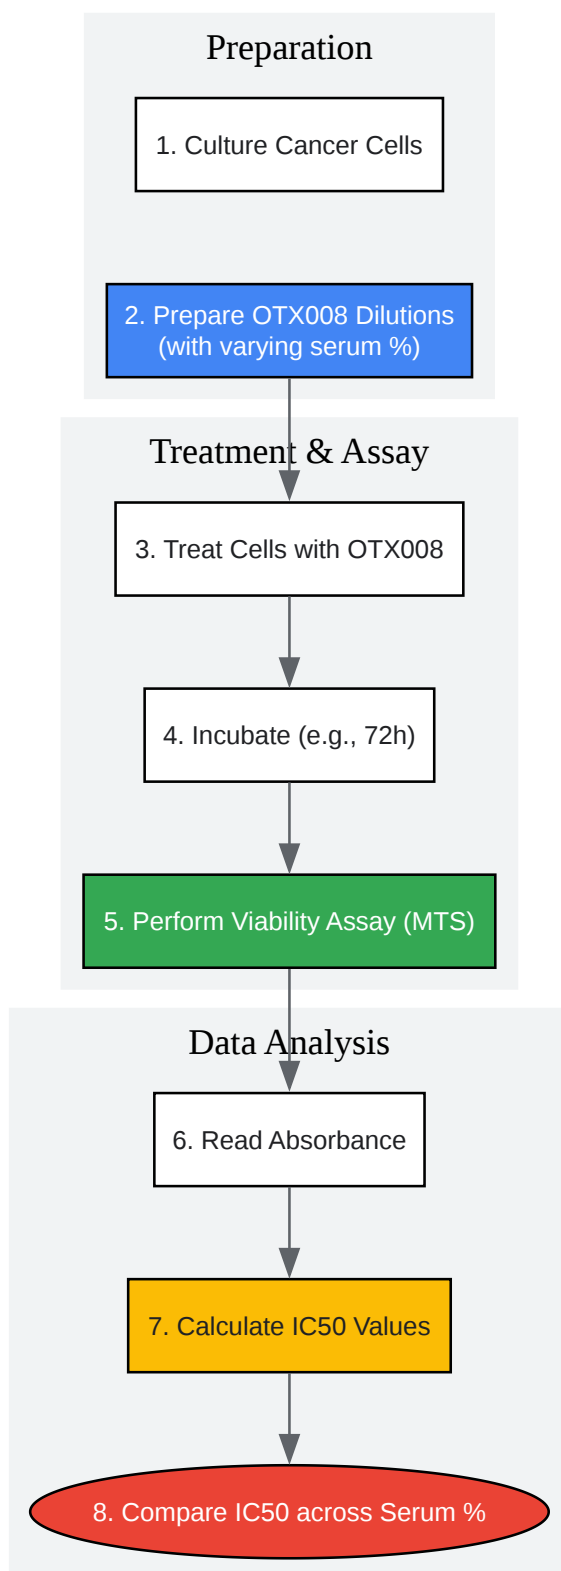 Preparation
1. Culture Cancer Cells
2. Prepare OTX008 Dilutions
(with varying serum %)
Treatment & Assay
3. Treat Cells with OTX008
4. Incubate (e.g., 72h)
5. Perform Viability Assay (MTS)
Data Analysis
6. Read Absorbance
7. Calculate IC50 Values
8. Compare IC50 across Serum %